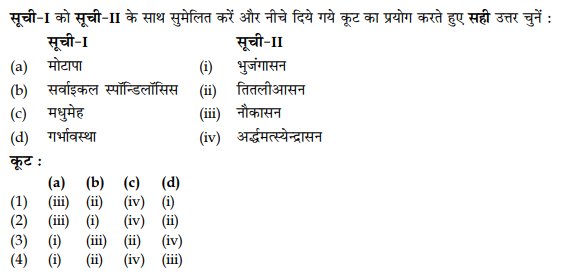 सूची-I को सूची-II के साथ सुमेलित करें और नीचे दिये गये कूट का प्रयोग करते हुए सही उत्तर चुनें :
सूची-I सूची-II
(a) मोटापा (i) भुजंगासन
(b) सर्वाइकल स्पॉन्डिलॉसिस (ii) तितलीआसन
(c) मधुमेह (iii) नौकासन
(d) गर्भावस्था (iv) अर्द्धमत्स्येन्द्रासन
कूट :
(a) (b) (c) (d)
(1) (iii) (ii) (iv) (i)
(2) (iii) (i) (iv) (ii)
(3) (i) (iii) (ii) (iv)
(4) (i) (ii) (iv) (iii)